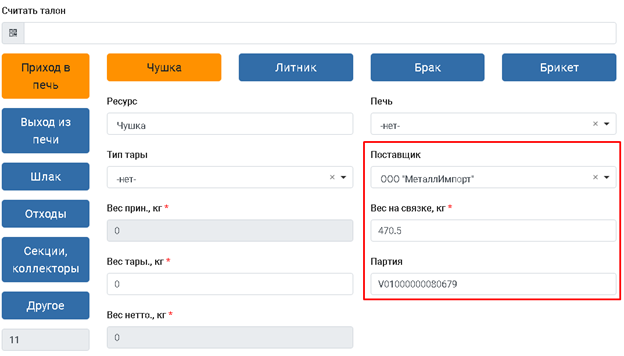 Считать талон
Приход в
печь
Чушка
Литник
Брак
Брикет
Выход из
печи
Шлак
Отходы
Секции,
коллекторы
Другое
11
Ресурс
Чушка
Тип тары
-нет-
Вес прин., кг *
0
Вес тары., кг *
0
Вес нетто., кг *
0
Печь
-нет-
Поставщик
ООО "МеталлИмпорт"
Вес на связке, кг *
470.5
Партия
V01000000080679